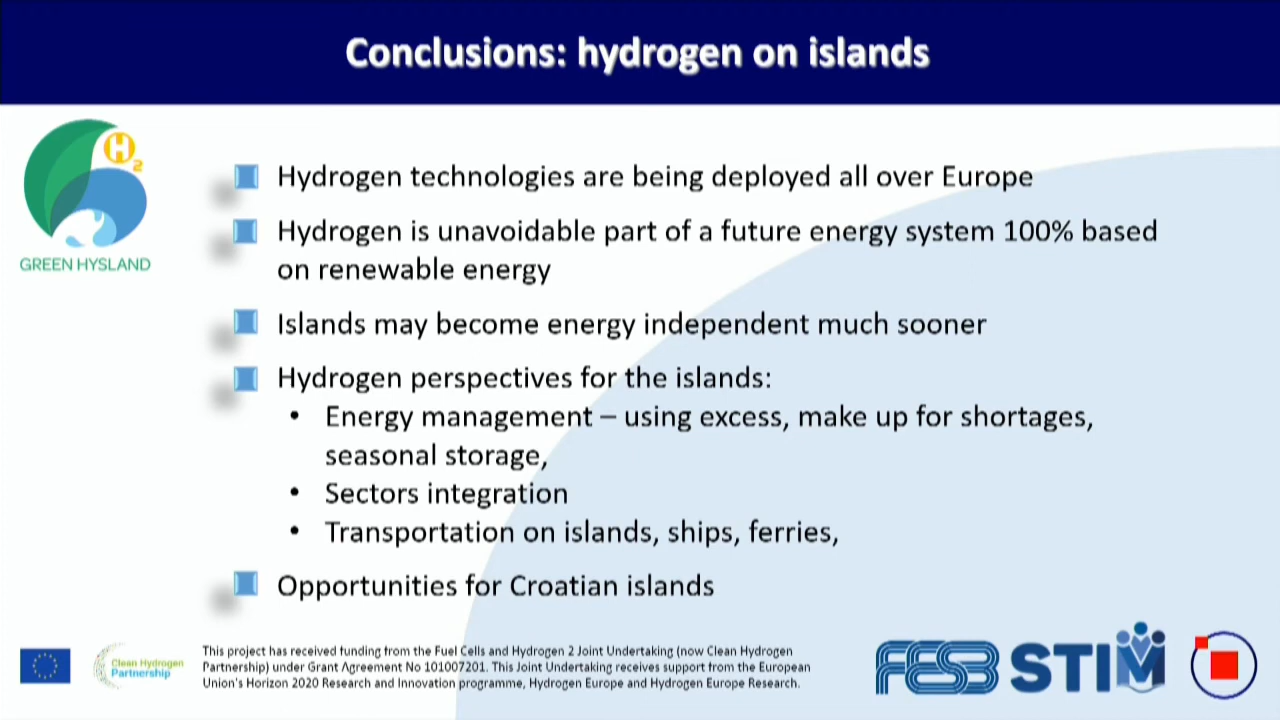 Conclusions: hydrogen on islands
H2
GREEN HYSLAND
Hydrogen technologies are being deployed all over Europe
Hydrogen is unavoidable part of a future energy system 100% based
on renewable energy
Islands may become energy independent much sooner
Hydrogen perspectives for the islands:
• Energy management – using excess, make up for shortages,
seasonal storage,
• Sectors integration
• Transportation on islands, ships, ferries,
Opportunities for Croatian islands
Clean Hydrogen
Partnership
This project has received funding from the Fuel Cells and Hydrogen 2 Joint Undertaking (now Clean Hydrogen
Partnership) under Grant Agreement No 101007201. This Joint Undertaking receives support from the European
Union's Horizon 2020 Research and Innovation programme, Hydrogen Europe and Hydrogen Europe Research.
FESB
STIM